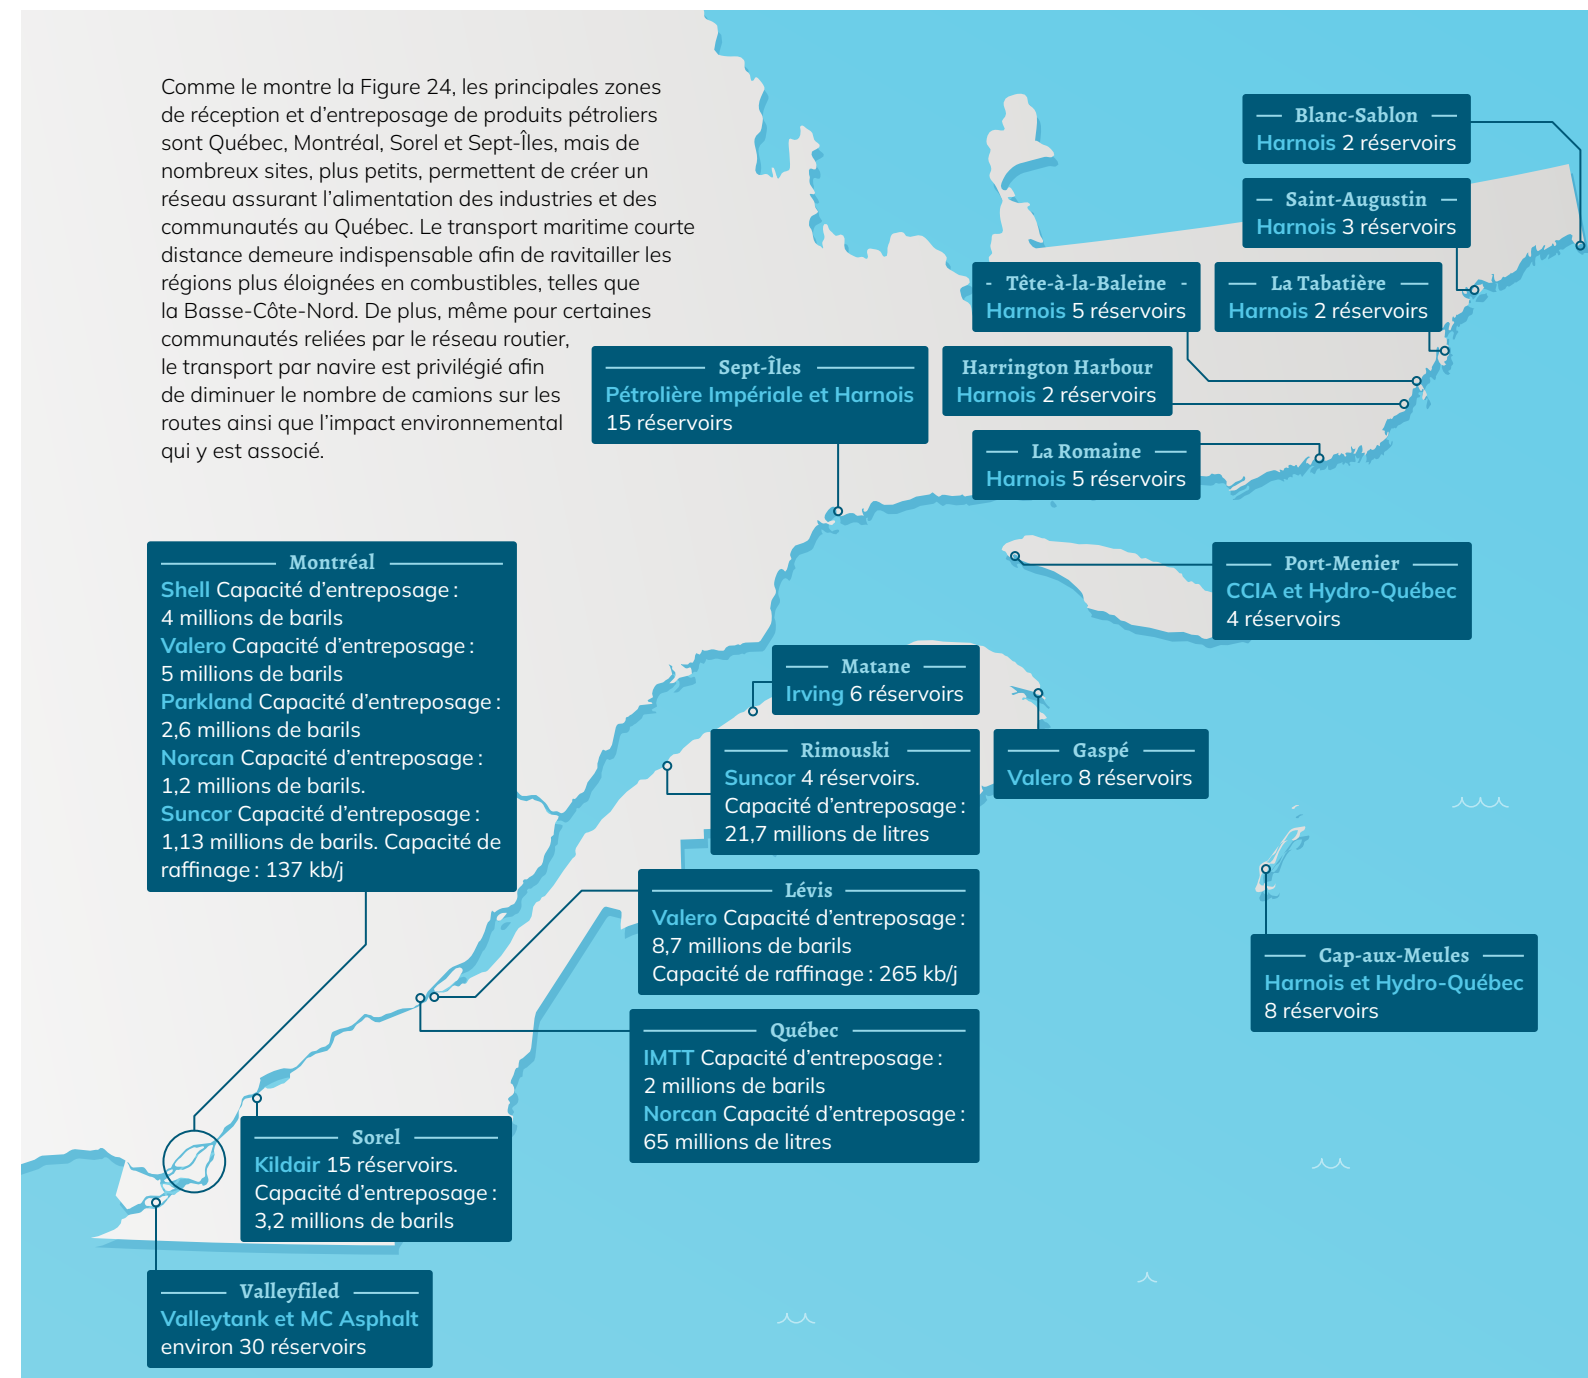 Comme le montre la Figure 24, les principales zones
de réception et d'entreposage de produits pétroliers
sont Québec, Montréal, Sorel et Sept-Îles, mais de
nombreux sites, plus petits, permettent de créer un
réseau assurant l'alimentation des industries et des
communautés au Québec. Le transport maritime courte
distance demeure indispensable afin de ravitailler les
régions plus éloignées en combustibles, telles que
la Basse-Côte-Nord. De plus, même pour certaines
communautés reliées par le réseau routier,
le transport par navire est privilégié afin
de diminuer le nombre de camions sur les
routes ainsi que l'impact environnemental
qui y est associé.
Blanc-Sablon
Harnois 2 réservoirs
Saint-Augustin
Harnois 3 réservoirs
Tête-à-la-Baleine
Harnois 5 réservoirs
La Tabatière
Harnois 2 réservoirs
Sept-Îles
Pétrolière Impériale et Harnois
15 réservoirs
Harrington Harbour
Harnois 2 réservoirs
La Romaine
Harnois 5 réservoirs
Montréal
Shell Capacité d'entreposage :
4 millions de barils
Valero Capacité d'entreposage :
5 millions de barils
Parkland Capacité d'entreposage :
2,6 millions de barils
Norcan Capacité d'entreposage :
1,2 millions de barils.
Suncor Capacité d'entreposage :
1,13 millions de barils. Capacité de
raffinage : 137 kb/j
Port-Menier
CCIA et Hydro-Québec
4 réservoirs
Matane
Irving 6 réservoirs
Rimouski
Suncor 4 réservoirs.
Capacité d'entreposage :
21,7 millions de litres
Gaspé
Valero 8 réservoirs
Lévis
Valero Capacité d'entreposage :
8,7 millions de barils
Capacité de raffinage : 265 kb/j
Cap-aux-Meules
Harnois et Hydro-Québec
8 réservoirs
Québec
IMTT Capacité d'entreposage :
2 millions de barils
Norcan Capacité d'entreposage :
65 millions de litres
Sorel
Kildair 15 réservoirs.
Capacité d'entreposage :
3,2 millions de barils
Valleyfiled
Valleytank et MC Asphalt
environ 30 réservoirs